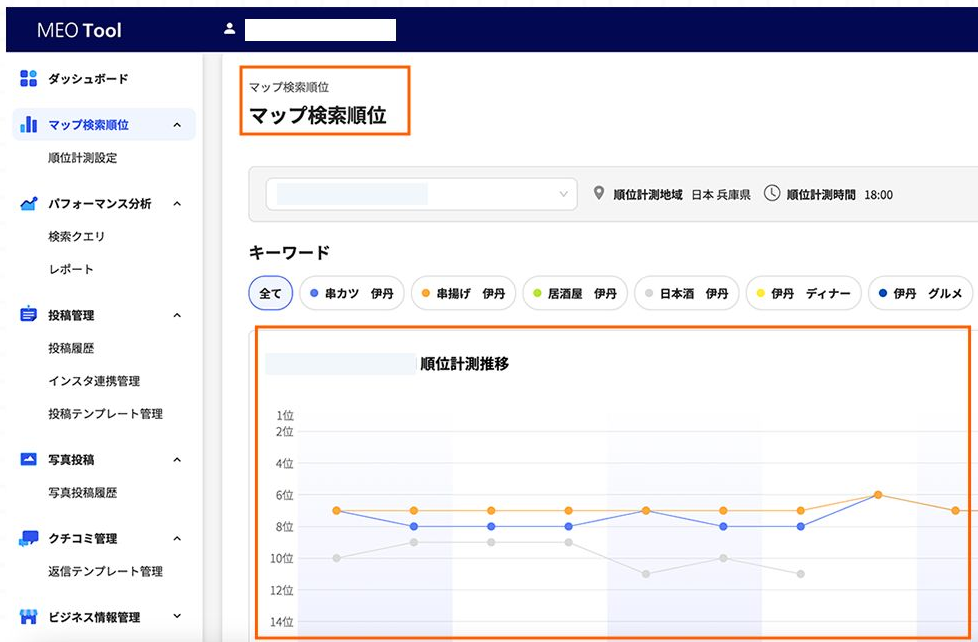 MEO Tool
ダッシュボード
マップ検索順位
順位計測設定
パフォーマンス分析
検索クエリ
レポート
投稿管理
投稿履歴
インスタ連携管理
投稿テンプレート管理
写真投稿
写真投稿履歴
クチコミ管理
返信テンプレート管理
ビジネス情報管理
マップ検索順位
マップ検索順位
順位計測地域 日本 兵庫県 順位計測時間 18:00
キーワード
全て 串カツ 伊丹 串揚げ 伊丹 居酒屋 伊丹 日本酒 伊丹 伊丹 ディナー 伊丹 グルメ
順位計測推移
1位
2位
4位
6位
8位
10位
12位
14位